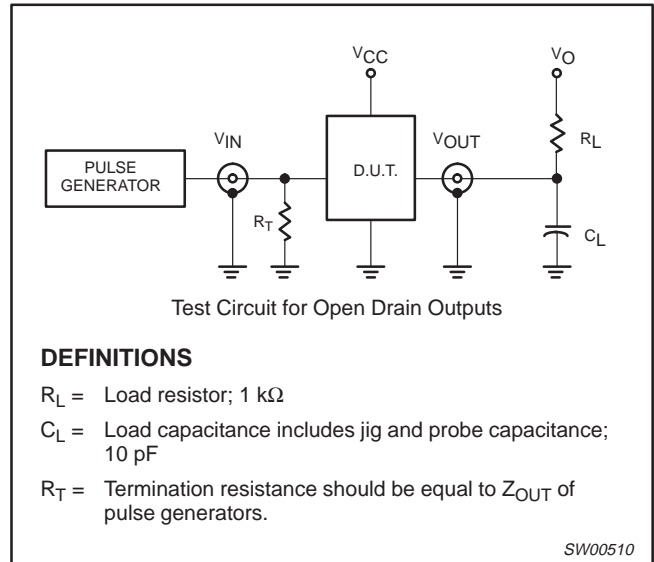 VCC
VO
VIN
VOUT
RL
PULSE
GENERATOR
D.U.T.
RT
CL
Test Circuit for Open Drain Outputs
DEFINITIONS
RL = Load resistor; 1 kΩ
CL = Load capacitance includes jig and probe capacitance;
10 pF
RT = Termination resistance should be equal to ZOUT of
pulse generators.
SW00510